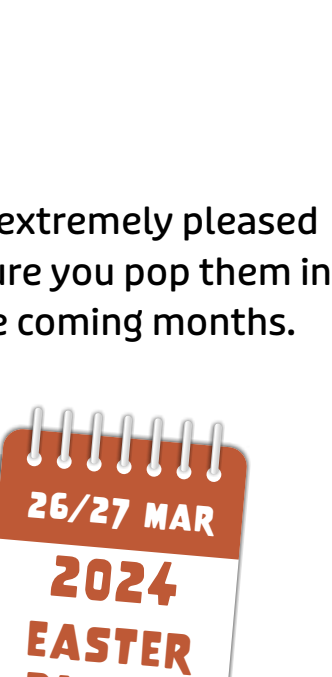 extremely pleased
ure you pop them in
e coming months.
26/27 MAR
2024
EASTER